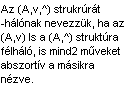 Az (A,v,^) strukrúrát
-hálónak nevezzük, ha az
(A,v) Is a (A,^) struktúra
félháló, is mind2 műveket
abszortív a másikra
nézve.